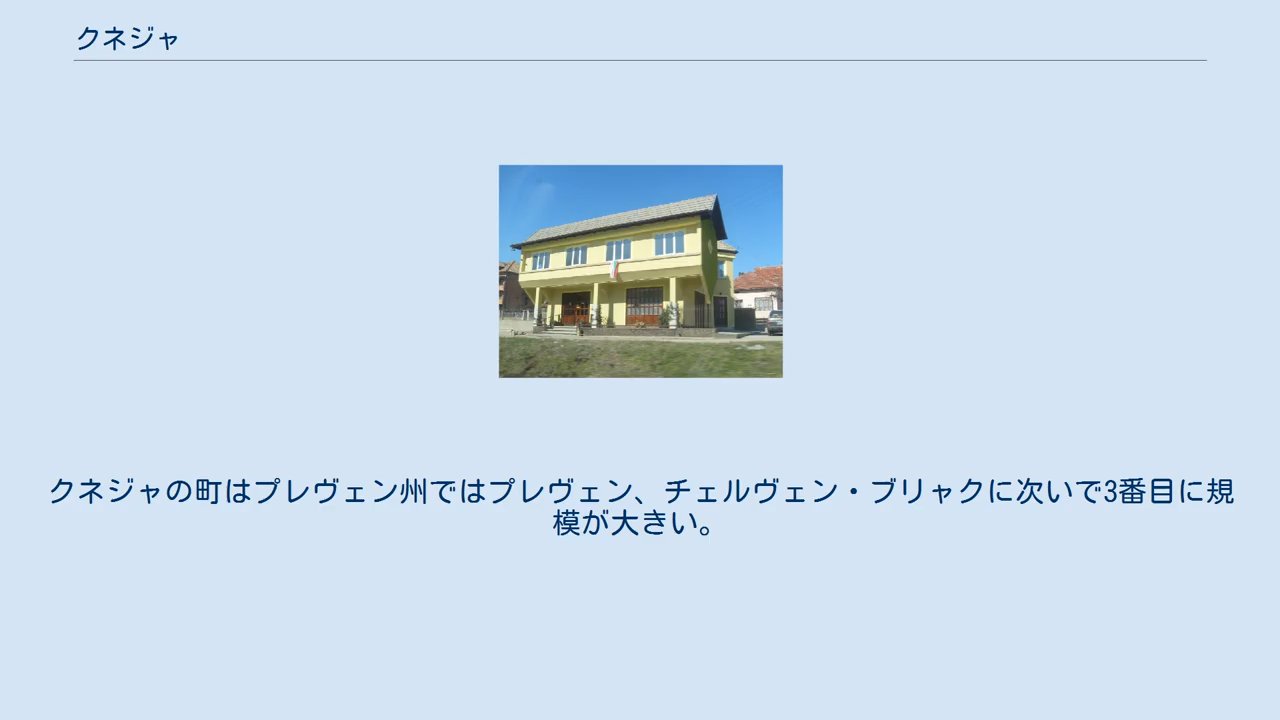 クネジャ
クネジャの町はプレヴェン州ではプレヴェン、チェルヴェン・ブリャクに次いで3番目に規
模が大きい。